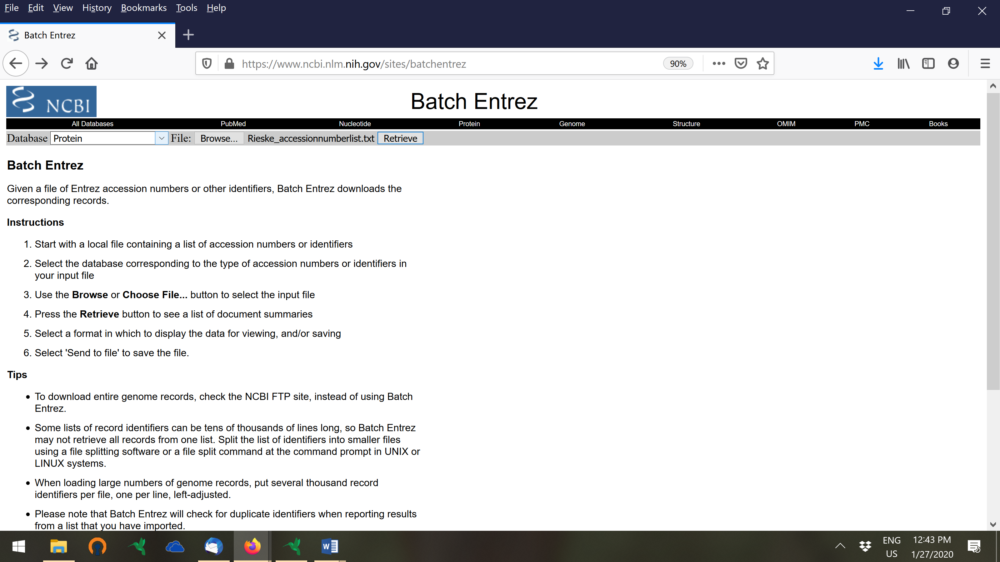 File Edit View History Bookmarks Tools Help
Batch Entrez
https://www.ncbi.nlm.nih.gov/sites/batchentrez 90%
NCBI Batch Entrez
All Databases PubMed Nucleotide Protein Genome Structure OMIM PMC Books
Database Protein File: Browse... Rieske_accessionnumberlist.txt Retrieve
Batch Entrez
Given a file of Entrez accession numbers or other identifiers, Batch Entrez downloads the
corresponding records.
Instructions
1. Start with a local file containing a list of accession numbers or identifiers
2. Select the database corresponding to the type of accession numbers or identifiers in
your input file
3. Use the Browse or Choose File... button to select the input file
4. Press the Retrieve button to see a list of document summaries
5. Select a format in which to display the data for viewing, and/or saving
6. Select 'Send to file' to save the file.
Tips
• To download entire genome records, check the NCBI FTP site, instead of using Batch
Entrez.
• Some lists of record identifiers can be tens of thousands of lines long, so Batch Entrez
may not retrieve all records from one list. Split the list of identifiers into smaller files
using a file splitting software or a file split command at the command prompt in UNIX or
LINUX systems.
• When loading large numbers of genome records, put several thousand record
identifiers per file, one per line, left-adjusted.
• Please note that Batch Entrez will check for duplicate identifiers when reporting results
from a list that you have imported.
W ENG 12:43 PM
US 1/27/2020